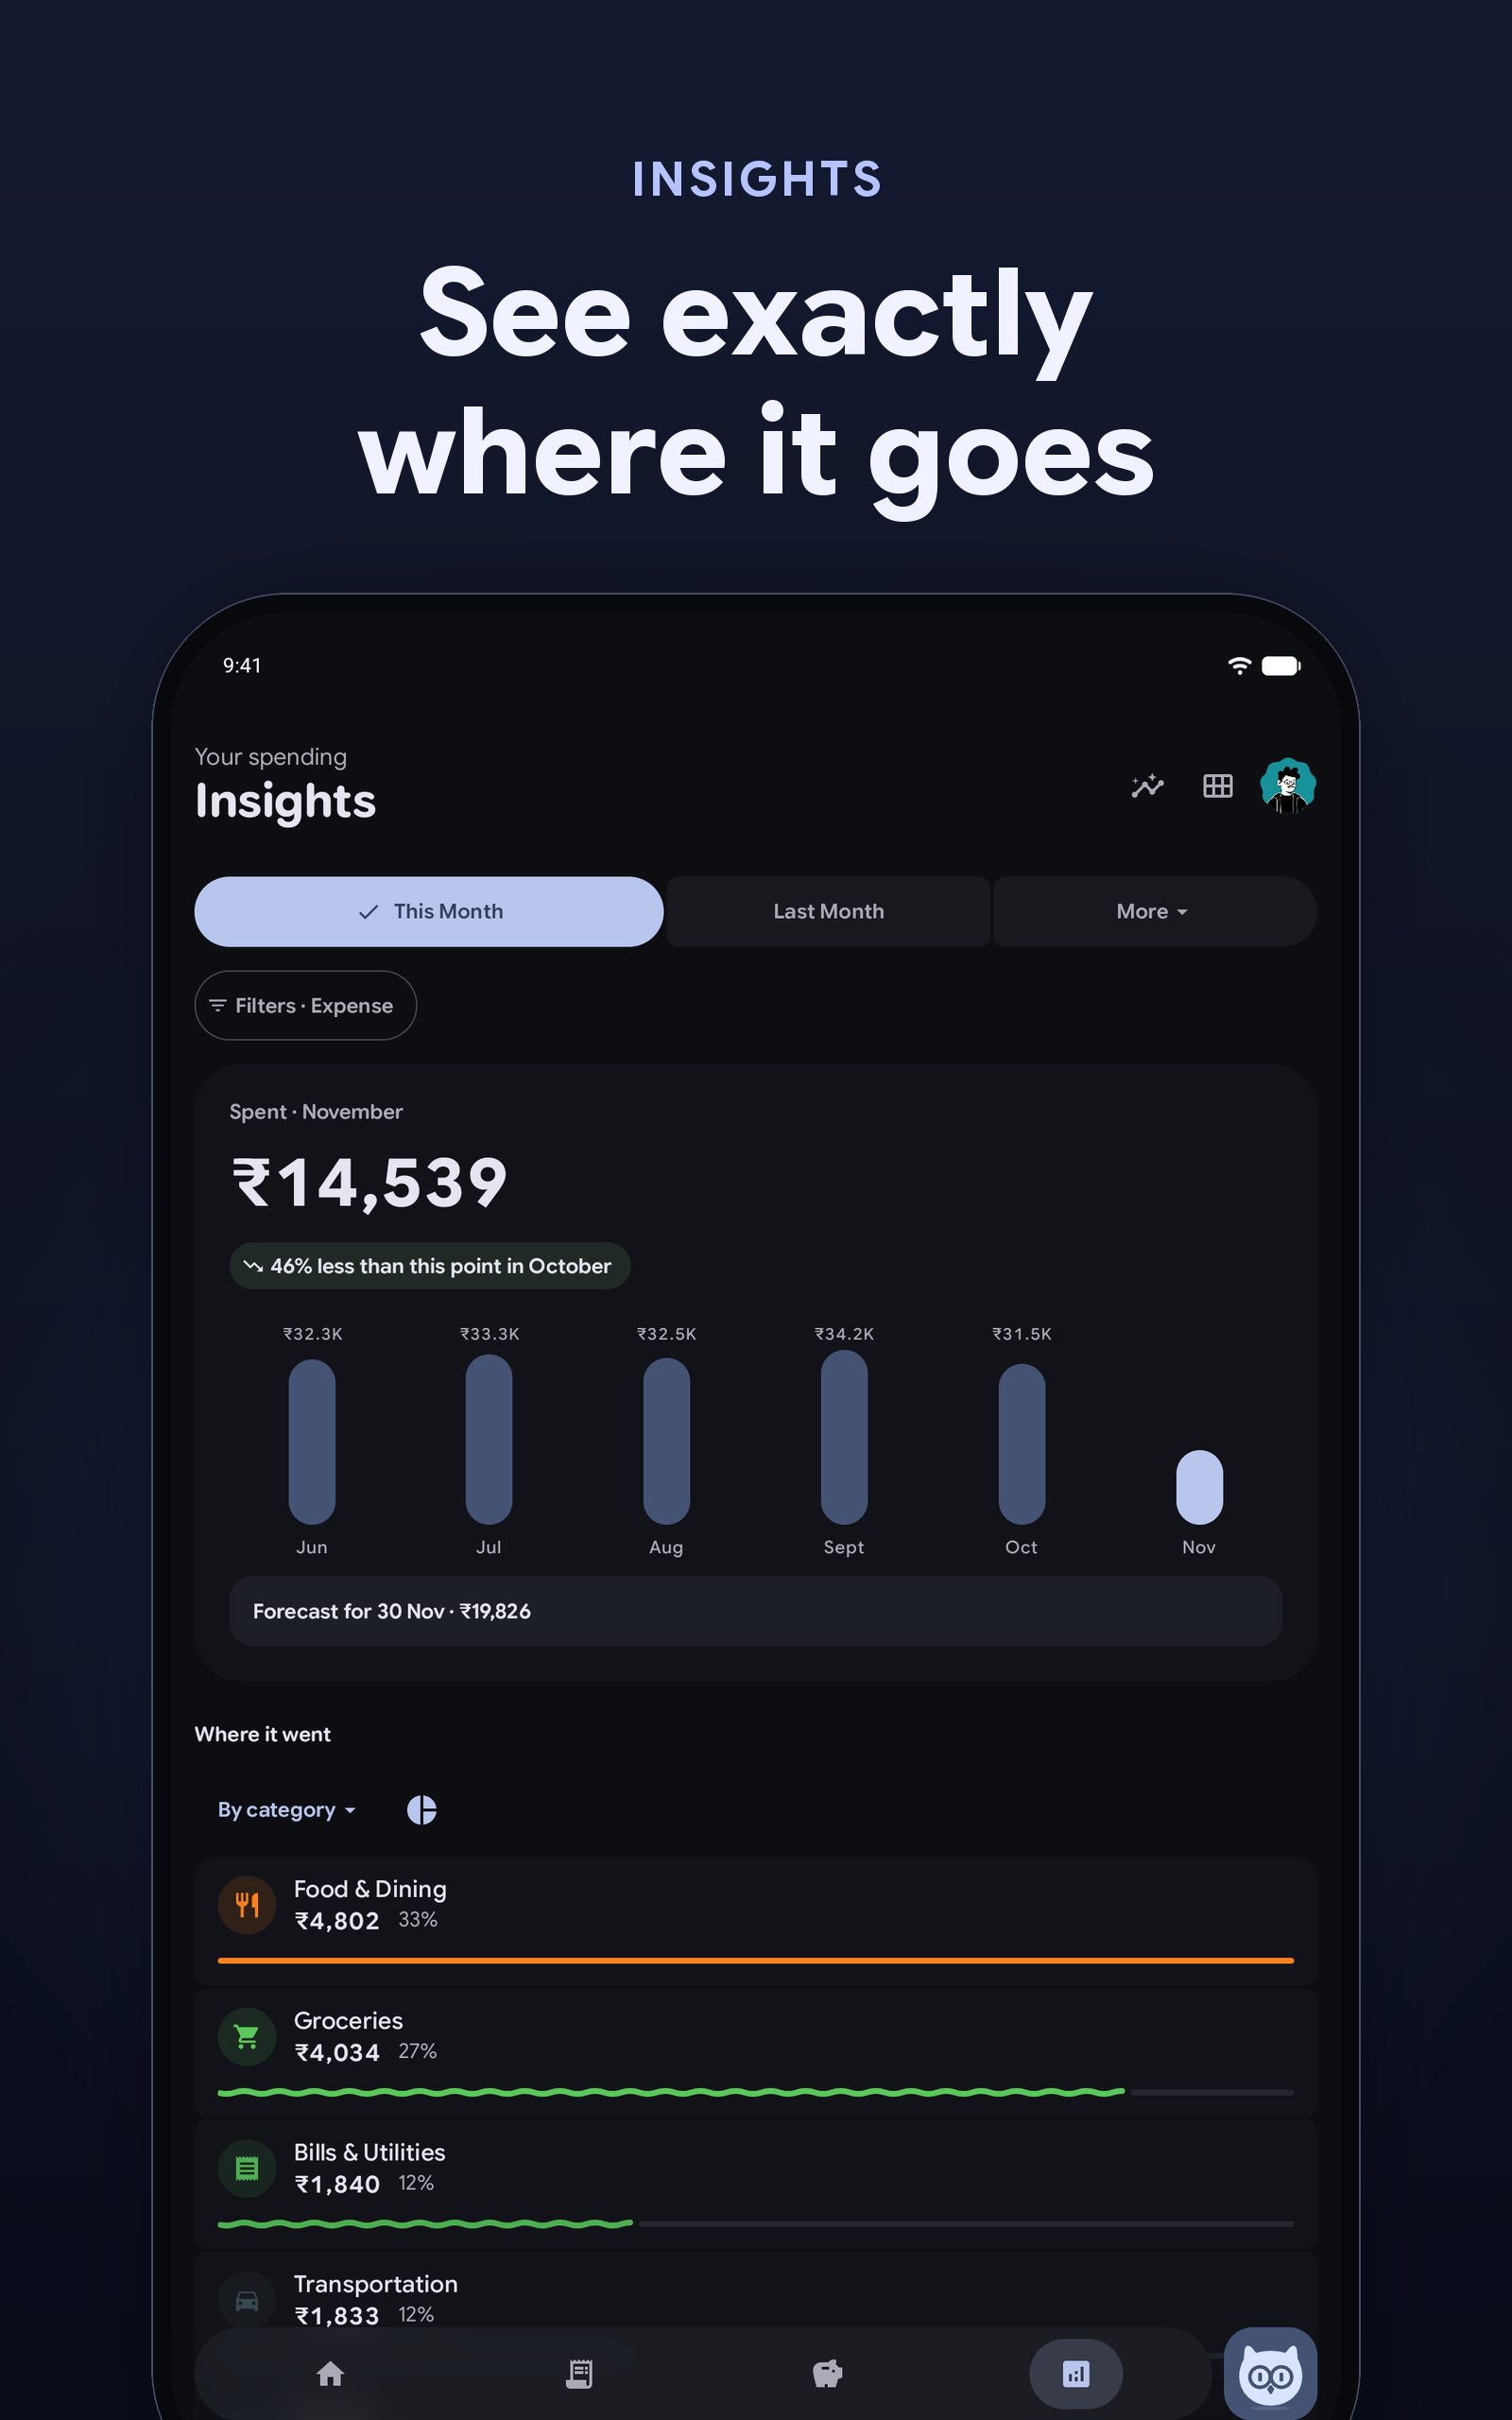 INSIGHTS
See exactly
where it goes
9:41
Your spending
Insights
This Month
Last Month
More
Filters · Expense
Spent · November
₹14,539
46% less than this point in October
₹32.3K
₹33.3K
₹32.5K
₹34.2K
₹31.5K
Jun
Jul
Aug
Sept
Oct
Nov
Forecast for 30 Nov · ₹19,826
Where it went
By category
Food & Dining
₹4,802 33%
Groceries
₹4,034 27%
Bills & Utilities
₹1,840 12%
Transportation
₹1,833 12%